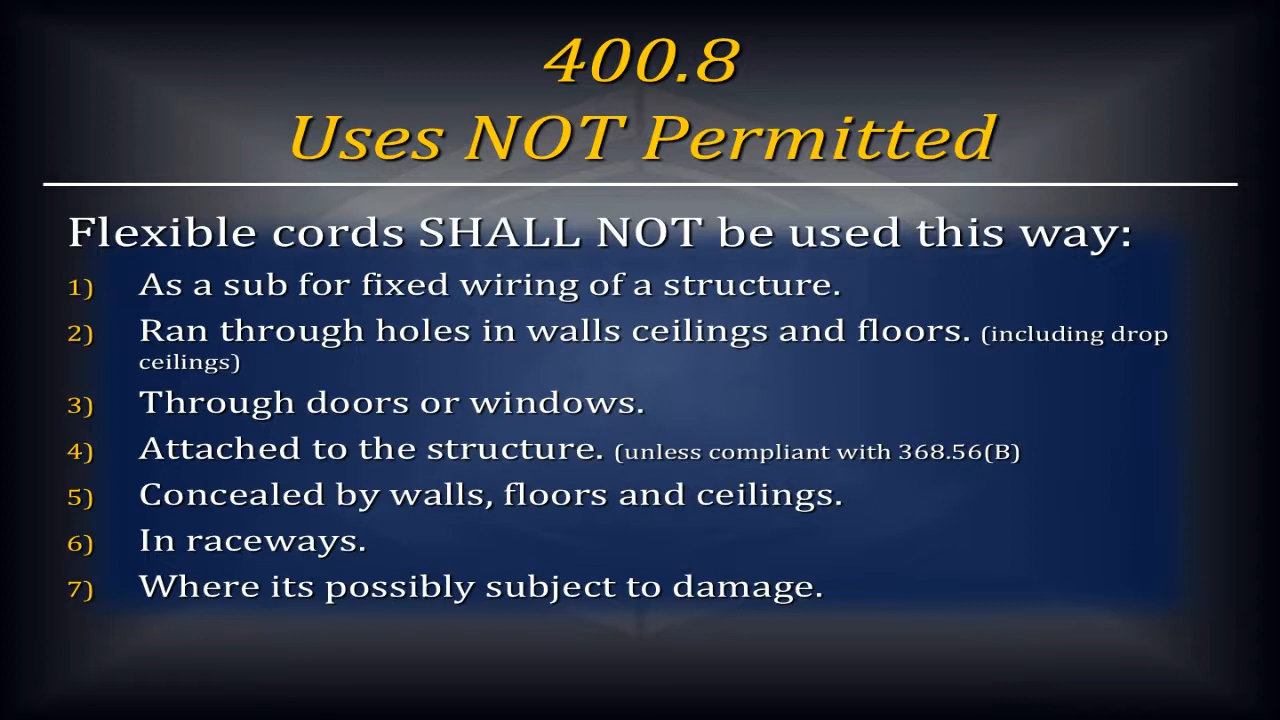 400.8
Uses NOT Permitted
Flexible cords SHALL NOT be used this way:
1) As a sub for fixed wiring of a structure.
2) Ran through holes in walls ceilings and floors. (including drop
ceilings)
3) Through doors or windows.
4) Attached to the structure. (unless compliant with 368.56(B)
5) Concealed by walls, floors and ceilings.
6) In raceways.
7) Where its possibly subject to damage.